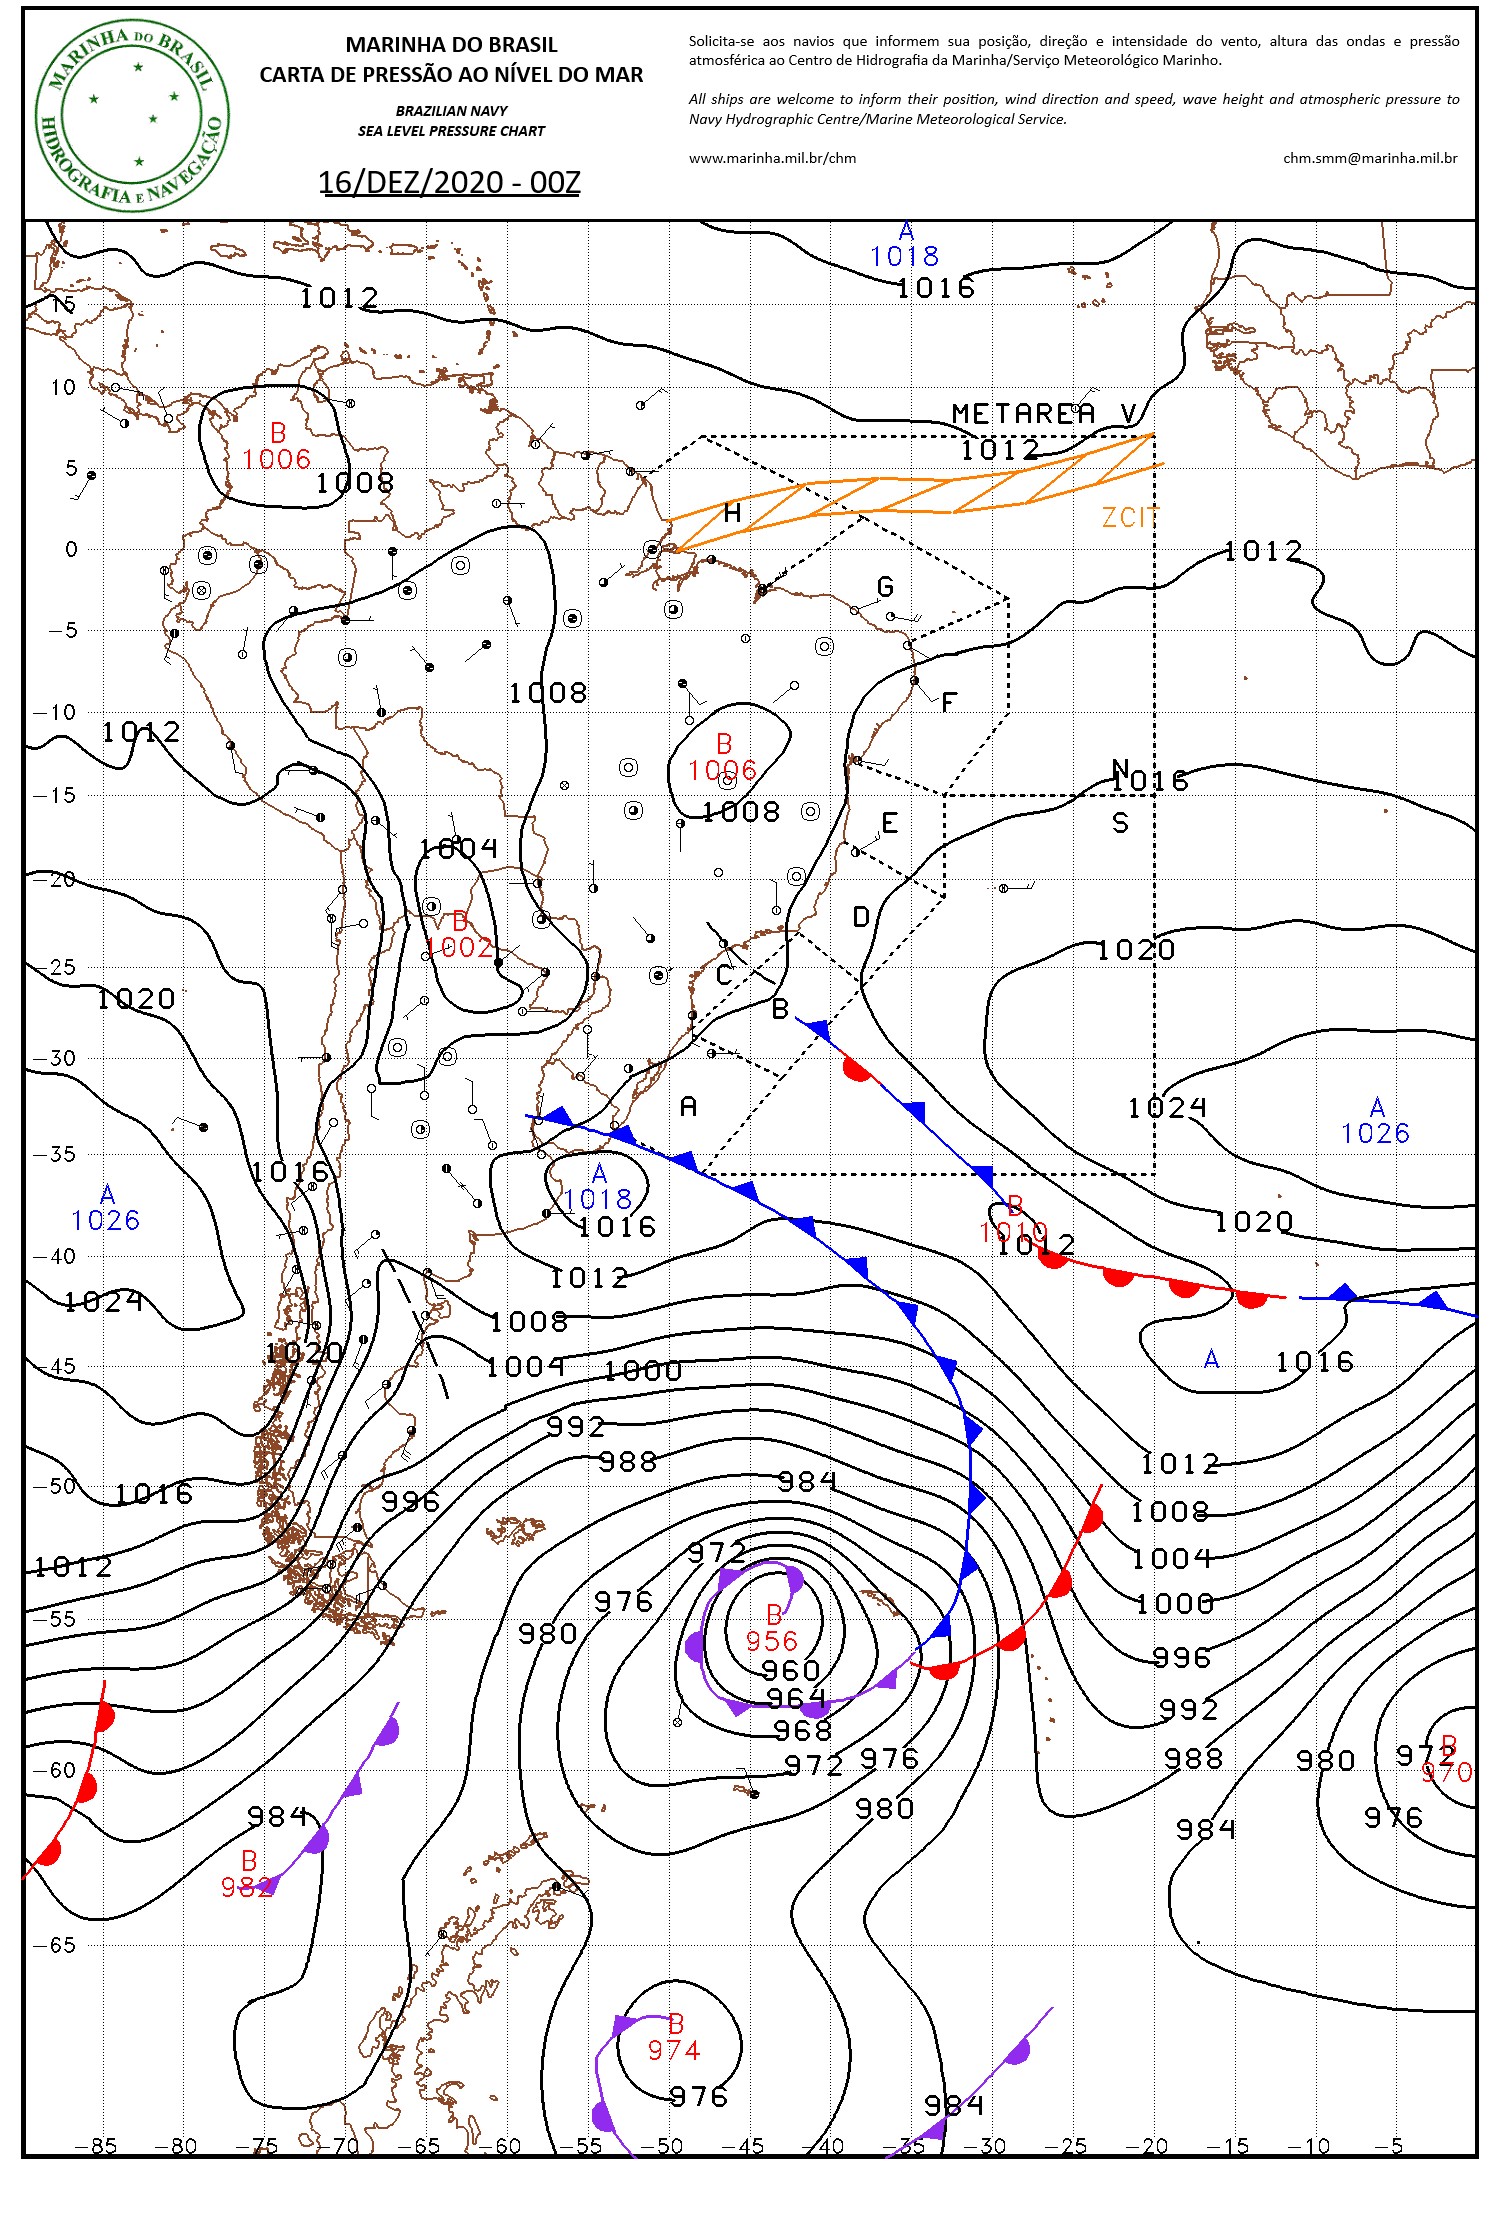 MARINHA DO BRASIL
HIDROGRAFIA E NAVEGAÇÃO
MARINHA DO BRASIL
CARTA DE PRESSÃO AO NÍVEL DO MAR
BRAZILIAN NAVY
SEA LEVEL PRESSURE CHART
16/DEZ/2020 - 00Z
Solicita-se aos navios que informem sua posição, direção e intensidade do vento, altura das ondas e pressão
atmosférica ao Centro de Hidrografia da Marinha/Serviço Meteorológico Marinho.
All ships are welcome to inform their position, wind direction and speed, wave height and atmospheric pressure to
Navy Hydrographic Centre/Marine Meteorological Service.
www.marinha.mil.br/chm chm.smm@marinha.mil.br
A
1018
1016
1012
15
10
METAREA V
B
1006
1012
5
1008
H
ZCIT
0
1012
G
-5
1008
F
-10
1012
B
1006
N
1016
-15
1008
E
S
1004
-20
D
B
1002
1020
-25
C
1020
B
-30
A
1024
A
1026
-35
1016
A
1018
A
1026
1016
B
1010
1020
1012
-40
1012
1024
1008
1020
1004
1000
A
1016
-45
992
988
1012
984
-50
1016
996
1008
972
1004
1012
976
1000
-55
B
956
980
996
960
964
992
968
972
976
988
980
972
B
970
-60
984
980
976
984
B
982
-65
B
974
976
984
-85 -80 -75 -70 -65 -60 -55 -50 -45 -40 -35 -30 -25 -20 -15 -10 -5